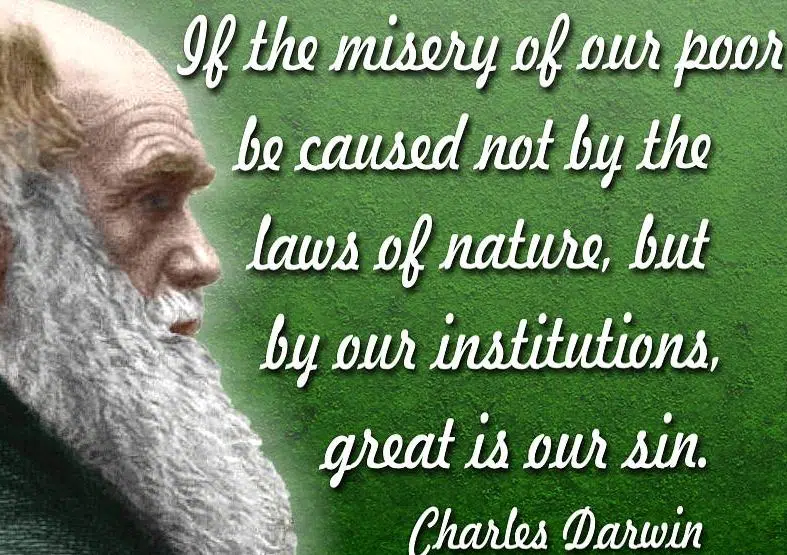 If the misery of our poor
be caused not by the
laws of nature, but
by our institutions,
great is our sin.
Charles Darwin